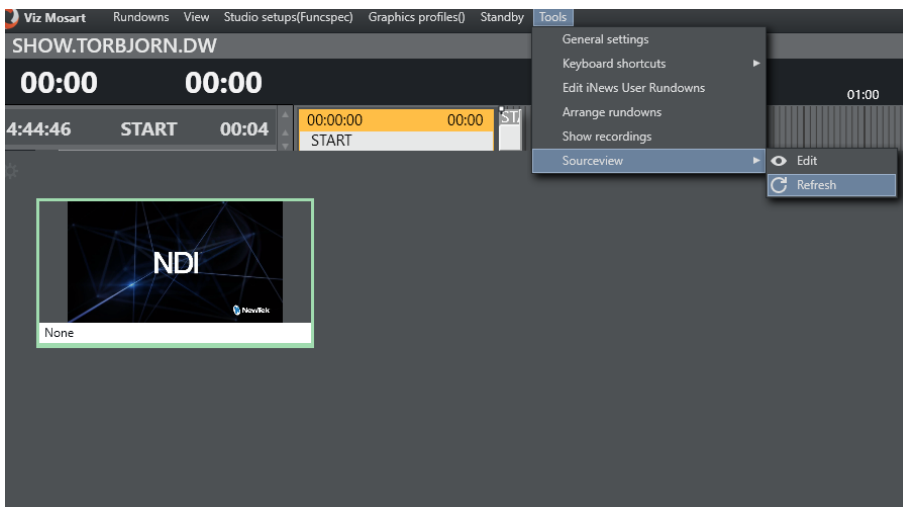 Viz Mosart Rundowns View Studio setups(Funcspec) Graphics profiles() Standby Tools
SHOW.TORBJORN.DW
General settings
Keyboard shortcuts
Edit iNews User Rundowns
Arrange rundowns
Show recordings
Sourceview
Edit
Refresh
00:00 00:00
01:00
4:44:46 START 00:04
00:00:00 00:00
START
NDI
NewTek
None